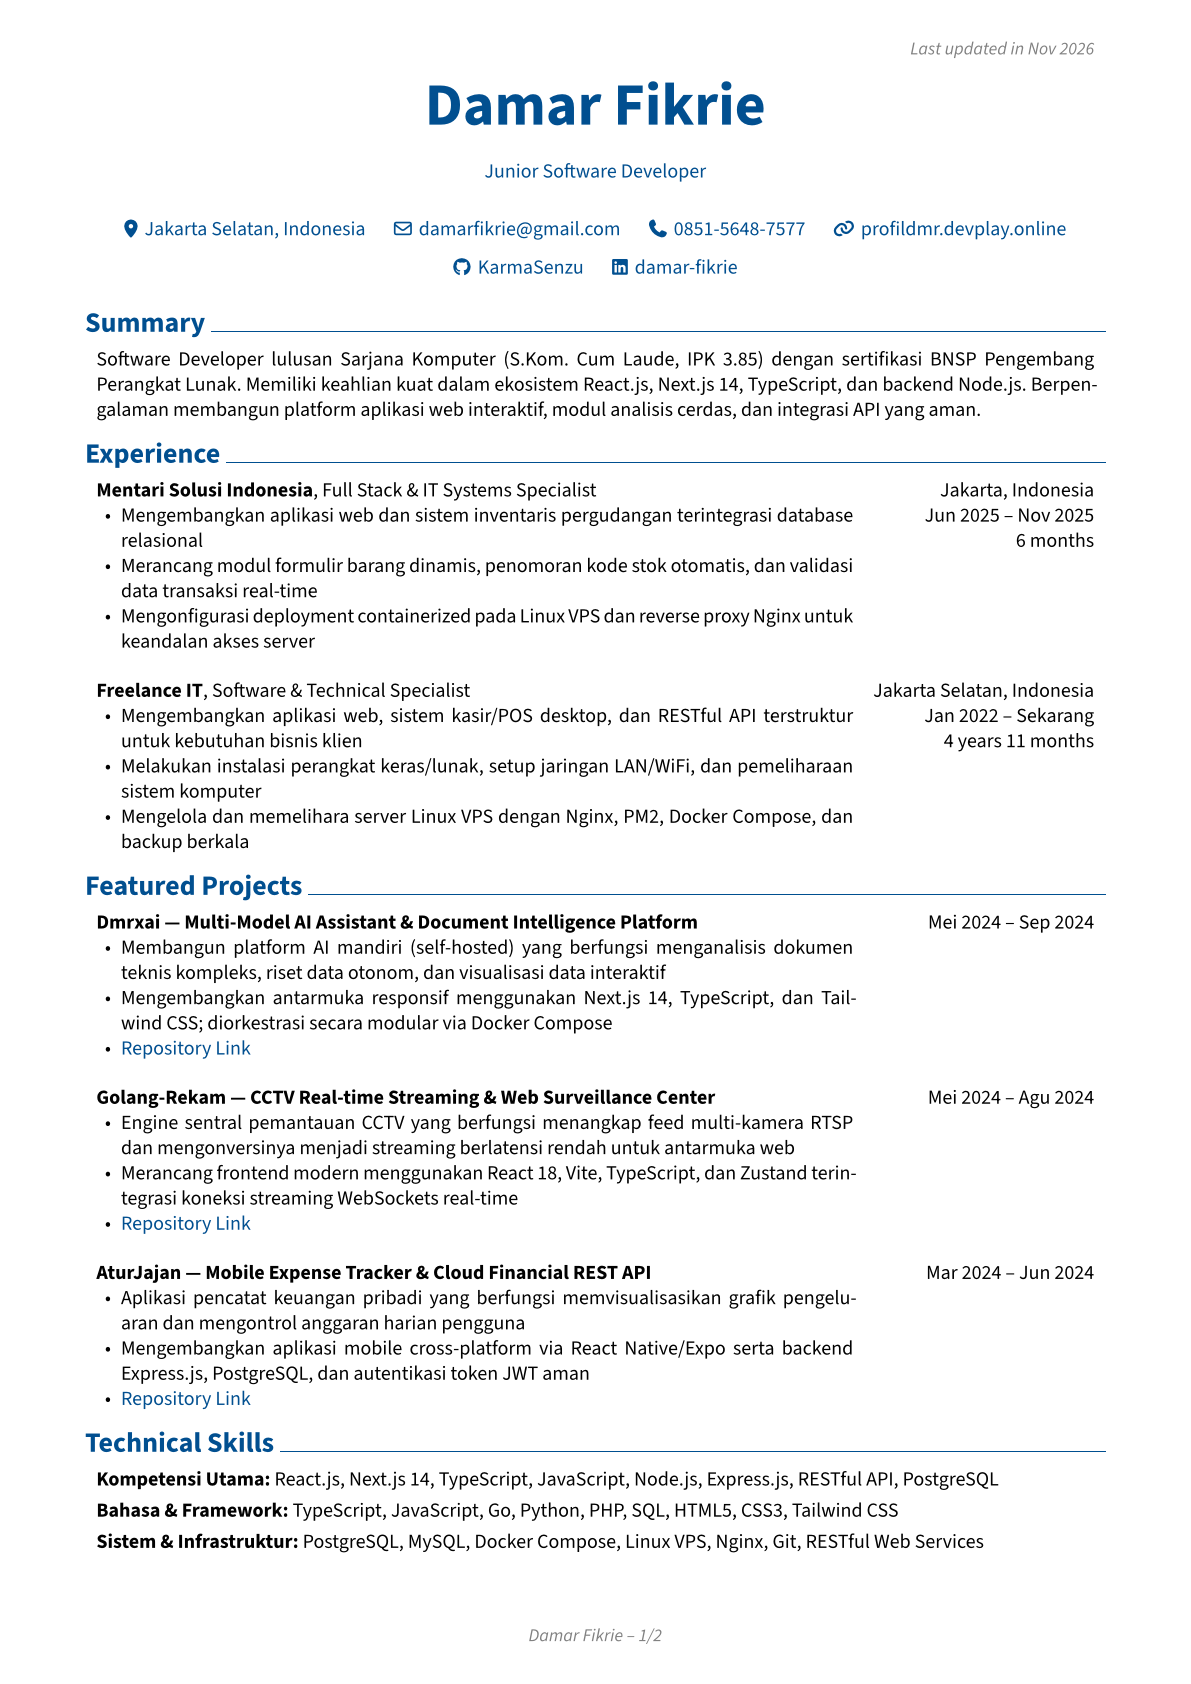 Last updated in Nov 2026
Damar Fikrie
Junior Software Developer
Jakarta Selatan, Indonesia damarfikrie@gmail.com 0851-5648-7577 profildmr.devplay.online
KarmaSenzu damar-fikrie
Summary
Software Developer lulusan Sarjana Komputer (S.Kom. Cum Laude, IPK 3.85) dengan sertifikasi BNSP Pengembang
Perangkat Lunak. Memiliki keahlian kuat dalam ekosistem React.js, Next.js 14, TypeScript, dan backend Node.js. Berpen-
galaman membangun platform aplikasi web interaktif, modul analisis cerdas, dan integrasi API yang aman.
Experience
Mentari Solusi Indonesia, Full Stack & IT Systems Specialist Jakarta, Indonesia
• Mengembangkan aplikasi web dan sistem inventaris pergudangan terintegrasi database Jun 2025 – Nov 2025
relasional 6 months
• Merancang modul formulir barang dinamis, penomoran kode stok otomatis, dan validasi
data transaksi real-time
• Mengonfigurasi deployment containerized pada Linux VPS dan reverse proxy Nginx untuk
keandalan akses server
Freelance IT, Software & Technical Specialist Jakarta Selatan, Indonesia
• Mengembangkan aplikasi web, sistem kasir/POS desktop, dan RESTful API terstruktur Jan 2022 – Sekarang
untuk kebutuhan bisnis klien 4 years 11 months
• Melakukan instalasi perangkat keras/lunak, setup jaringan LAN/WiFi, dan pemeliharaan
sistem komputer
• Mengelola dan memelihara server Linux VPS dengan Nginx, PM2, Docker Compose, dan
backup berkala
Featured Projects
Dmrxai — Multi-Model AI Assistant & Document Intelligence Platform Mei 2024 – Sep 2024
• Membangun platform AI mandiri (self-hosted) yang berfungsi menganalisis dokumen
teknis kompleks, riset data otonom, dan visualisasi data interaktif
• Mengembangkan antarmuka responsif menggunakan Next.js 14, TypeScript, dan Tail-
wind CSS; diorkestrasi secara modular via Docker Compose
• Repository Link
Golang-Rekam — CCTV Real-time Streaming & Web Surveillance Center Mei 2024 – Agu 2024
• Engine sentral pemantauan CCTV yang berfungsi menangkap feed multi-kamera RTSP
dan mengonversinya menjadi streaming berlatensi rendah untuk antarmuka web
• Merancang frontend modern menggunakan React 18, Vite, TypeScript, dan Zustand terin-
tegrasi koneksi streaming WebSockets real-time
• Repository Link
AturJajan — Mobile Expense Tracker & Cloud Financial REST API Mar 2024 – Jun 2024
• Aplikasi pencatat keuangan pribadi yang berfungsi memvisualisasikan grafik pengelu-
aran dan mengontrol anggaran harian pengguna
• Mengembangkan aplikasi mobile cross-platform via React Native/Expo serta backend
Express.js, PostgreSQL, dan autentikasi token JWT aman
• Repository Link
Technical Skills
Kompetensi Utama: React.js, Next.js 14, TypeScript, JavaScript, Node.js, Express.js, RESTful API, PostgreSQL
Bahasa & Framework: TypeScript, JavaScript, Go, Python, PHP, SQL, HTML5, CSS3, Tailwind CSS
Sistem & Infrastruktur: PostgreSQL, MySQL, Docker Compose, Linux VPS, Nginx, Git, RESTful Web Services
Damar Fikrie – 1/2